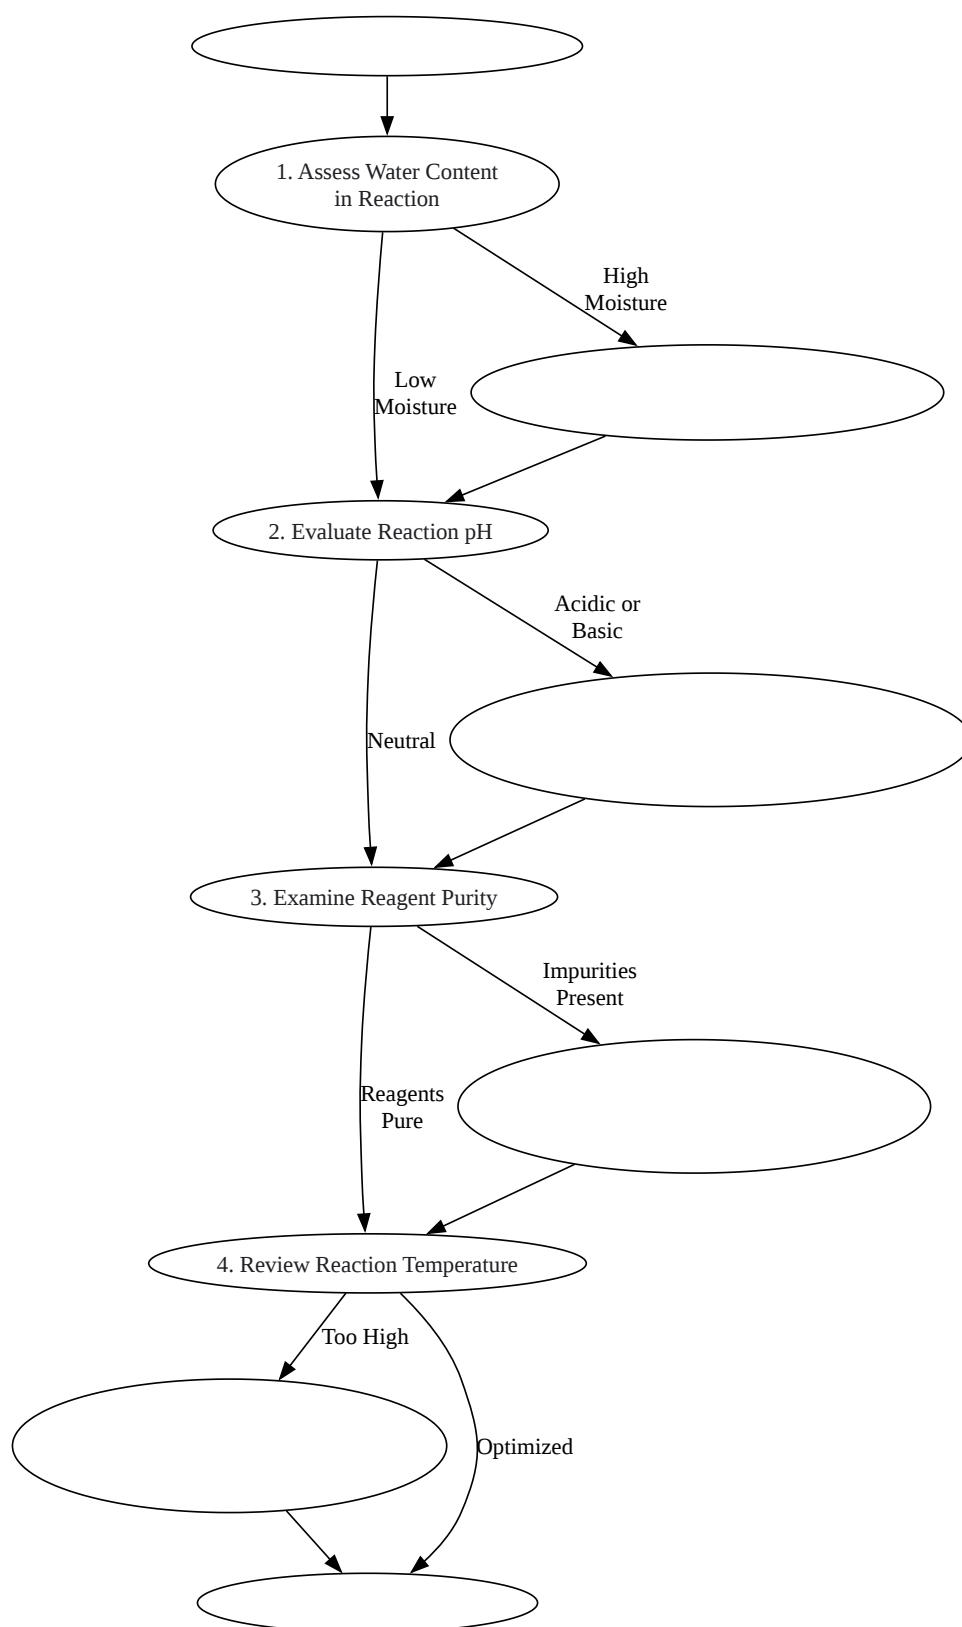 1. Assess Water Content
in Reaction
High
Moisture
Low
Moisture
2. Evaluate Reaction pH
Acidic or
Basic
Neutral
3. Examine Reagent Purity
Impurities
Present
Reagents
Pure
4. Review Reaction Temperature
Too High
Optimized